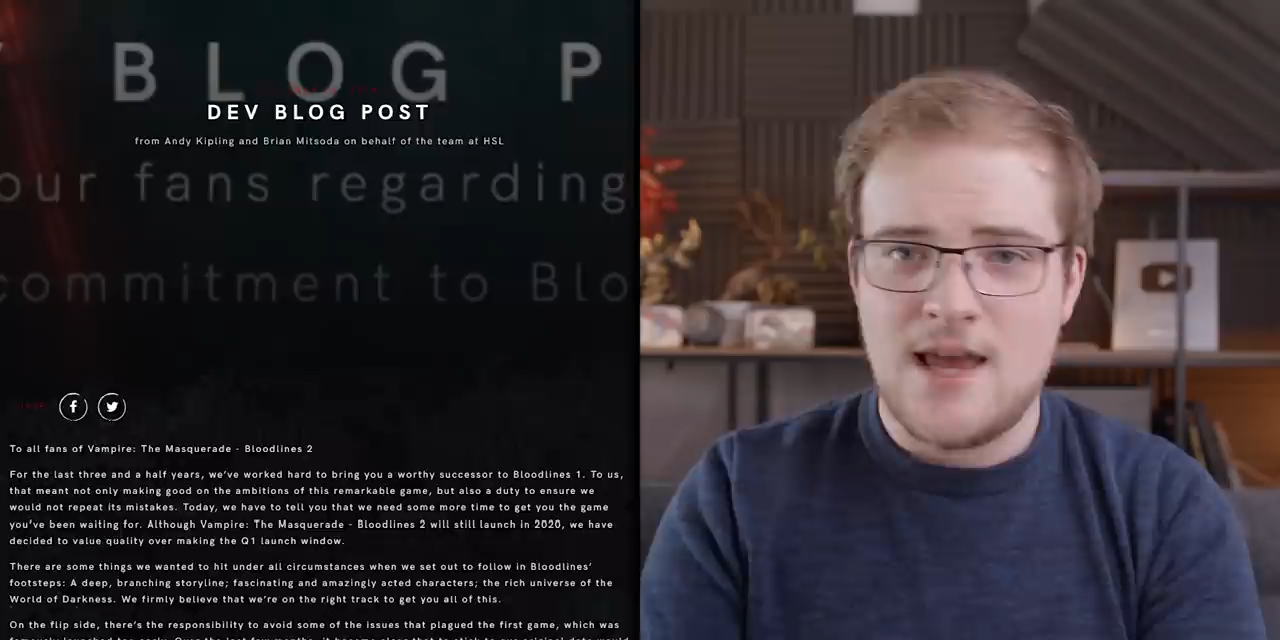 BLOG P
DEV BLOG POST
from Andy Kipling and Brian Mitsoda on behalf of the team at HSL
our fans regarding
commitment to Blo
To all fans of Vampire: The Masquerade - Bloodlines 2
For the last three and a half years, we've worked hard to bring you a worthy successor to Bloodlines 1. To us,
that meant not only making good on the ambitions of this remarkable game, but also a duty to ensure we
would not repeat its mistakes. Today, we have to tell you that we need some more time to get you the game
you've been waiting for. Although Vampire: The Masquerade - Bloodlines 2 will still launch in 2020, we have
decided to value quality over making the Q1 launch window.
There are some things we wanted to hit under all circumstances when we set out to follow in Bloodlines'
footsteps: A deep, branching storyline; fascinating and amazingly acted characters; the rich universe of the
World of Darkness. We firmly believe that we're on the right track to get you all of this.
On the flip side, there's the responsibility to avoid some of the issues that plagued the first game, which was